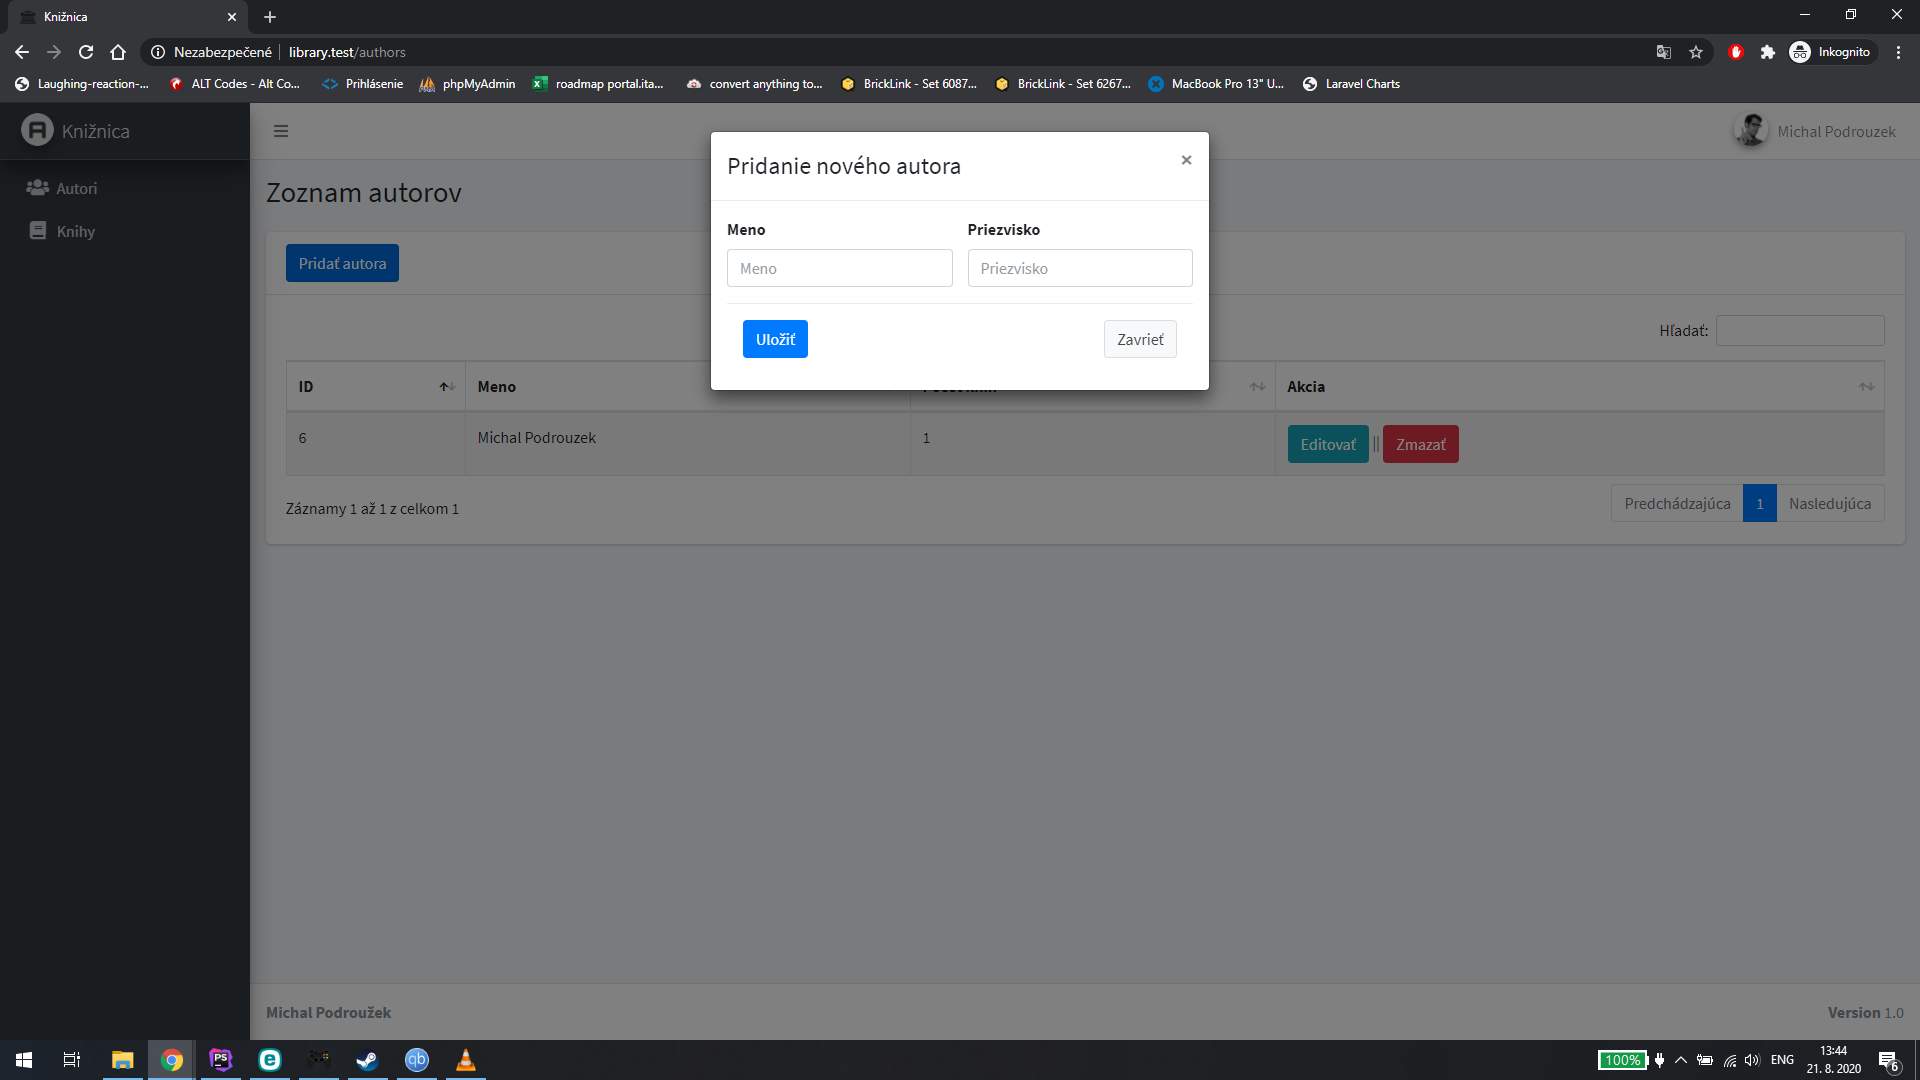 Knižnica
Nezabezpečené library.test/authors
Inkognito
Laughing-reaction-...
ALT Codes - Alt Co...
Prihlásenie
phpMyAdmin
roadmap portal.ita...
convert anything to...
BrickLink - Set 6087...
BrickLink - Set 6267...
MacBook Pro 13" U...
Laravel Charts
Knižnica
Michal Podrouzek
Autori
Knihy
Zoznam autorov
Pridať autora
Pridanie nového autora
×
Meno Priezvisko
Meno Priezvisko
Uložiť Zavrieť
Hľadať:
ID Meno Akcia
6 Michal Podrouzek 1 Editovať || Zmazať
Záznamy 1 až 1 z celkom 1
Predchádzajúca 1 Nasledujúca
Michal Podroužek
Version 1.0
PS
qb
100%
ENG
13:44
21. 8. 2020
6